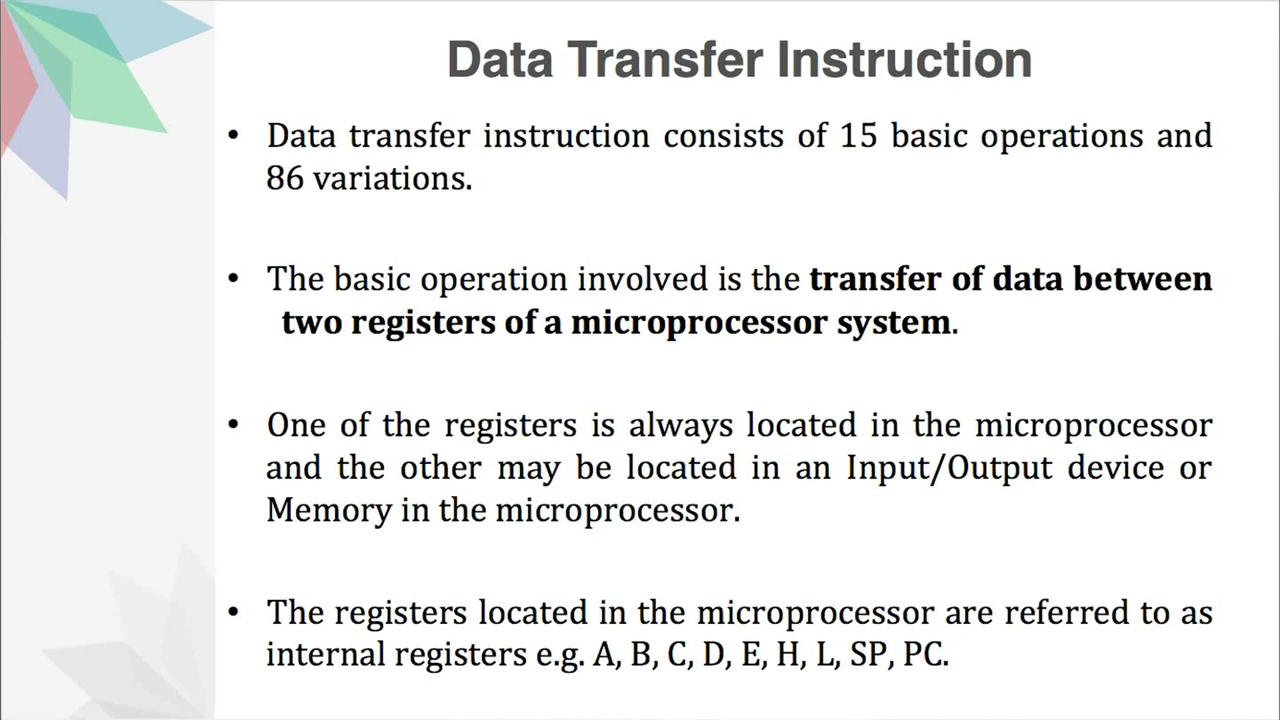 Data Transfer Instruction
• Data transfer instruction consists of 15 basic operations and
86 variations.
• The basic operation involved is the transfer of data between
two registers of a microprocessor system.
• One of the registers is always located in the microprocessor
and the other may be located in an Input/Output device or
Memory in the microprocessor.
• The registers located in the microprocessor are referred to as
internal registers e.g. A, B, C, D, E, H, L, SP, PC.